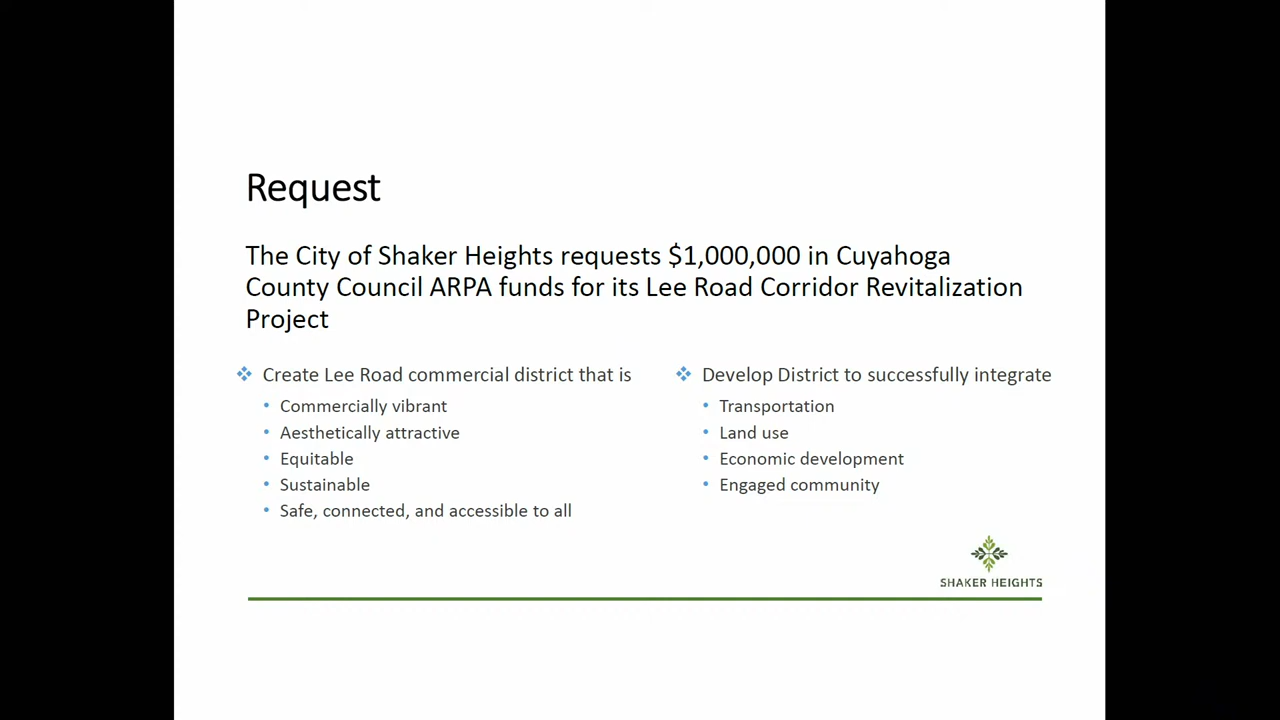 Request
The City of Shaker Heights requests $1,000,000 in Cuyahoga
County Council ARPA funds for its Lee Road Corridor Revitalization
Project
Create Lee Road commercial district that is
Commercially vibrant
Aesthetically attractive
Equitable
Sustainable
Safe, connected, and accessible to all
Develop District to successfully integrate
Transportation
Land use
Economic development
Engaged community
SHAKER HEIGHTS